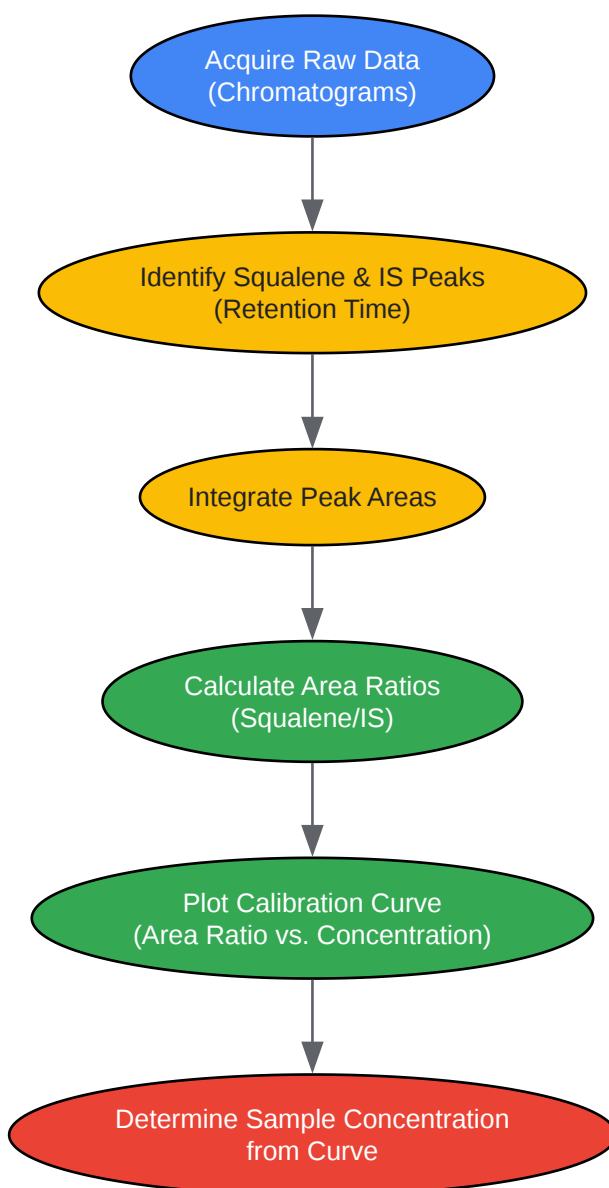 Acquire Raw Data
(Chromatograms)
Identify Squalene & IS Peaks
(Retention Time)
Integrate Peak Areas
Calculate Area Ratios
(Squalene/IS)
Plot Calibration Curve
(Area Ratio vs. Concentration)
Determine Sample Concentration
from Curve